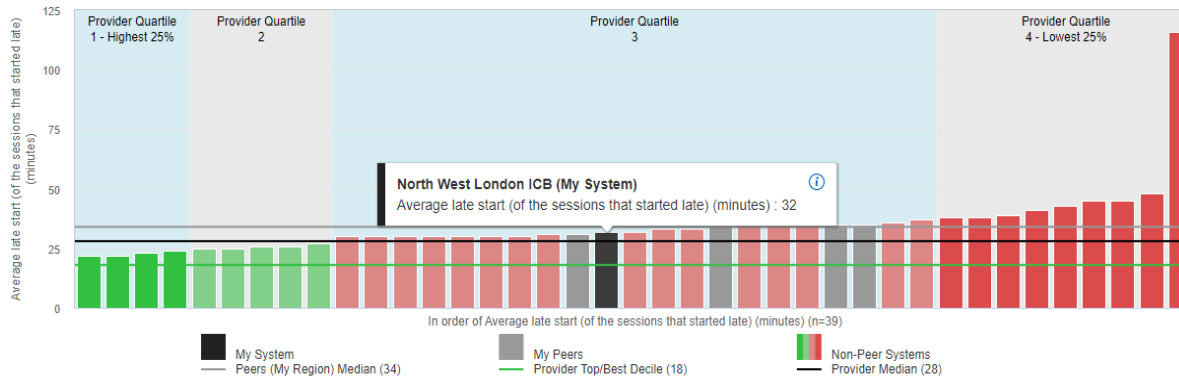 125
Provider Quartile
1 - Highest 25%
Provider Quartile
2
Provider Quartile
3
Provider Quartile
4 - Lowest 25%
100
75
50
25
0
Average late start (of the sessions that started late)
(minutes)
North West London ICB (My System)
Average late start (of the sessions that started late) (minutes) : 32
In order of Average late start (of the sessions that started late) (minutes) (n=39)
My System
My Peers
Non-Peer Systems
Peers (My Region) Median (34)
Provider Top/Best Decile (18)
Provider Median (28)